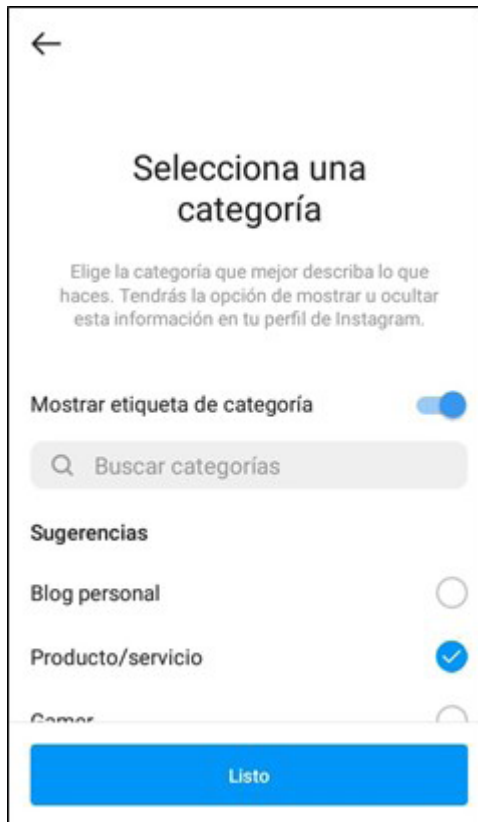 Selecciona una
categoría
Elige la categoría que mejor describa lo que
haces. Tendrás la opción de mostrar u ocultar
esta información en tu perfil de Instagram.
Mostrar etiqueta de categoría
Buscar categorías
Sugerencias
Blog personal
Producto/servicio
Gamer
Listo